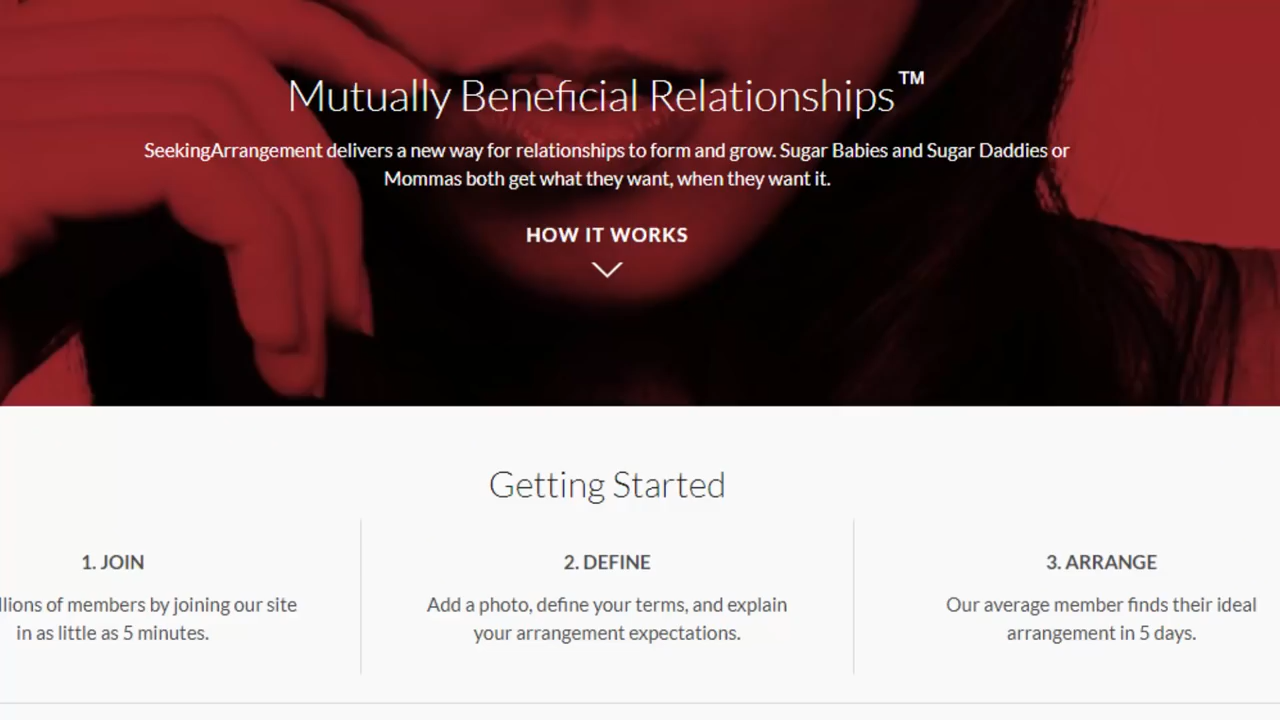 Mutually Beneficial Relationships™
SeekingArrangement delivers a new way for relationships to form and grow. Sugar Babies and Sugar Daddies or
Mommas both get what they want, when they want it.
HOW IT WORKS
Getting Started
1. JOIN
of members by joining our site
in as little as 5 minutes.
2. DEFINE
Add a photo, define your terms, and explain
your arrangement expectations.
3. ARRANGE
Our average member finds their ideal
arrangement in 5 days.